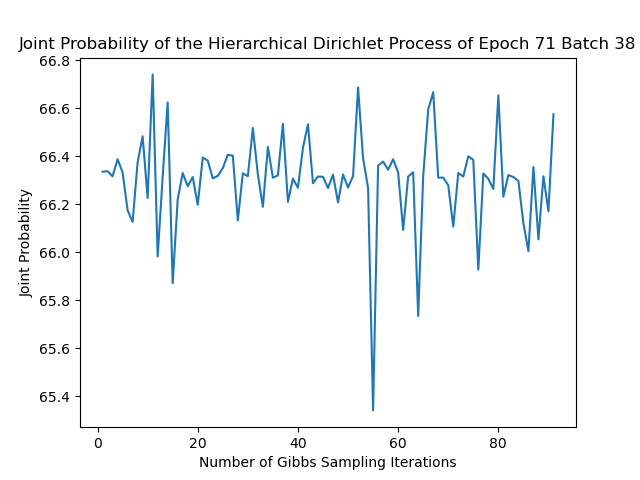 Joint Probability of the Hierarchical Dirichlet Process of Epoch 71 Batch 38
66.8
66.6
66.4
66.2
66.0
65.8
65.6
65.4
Joint Probability
0 20 40 60 80
Number of Gibbs Sampling Iterations